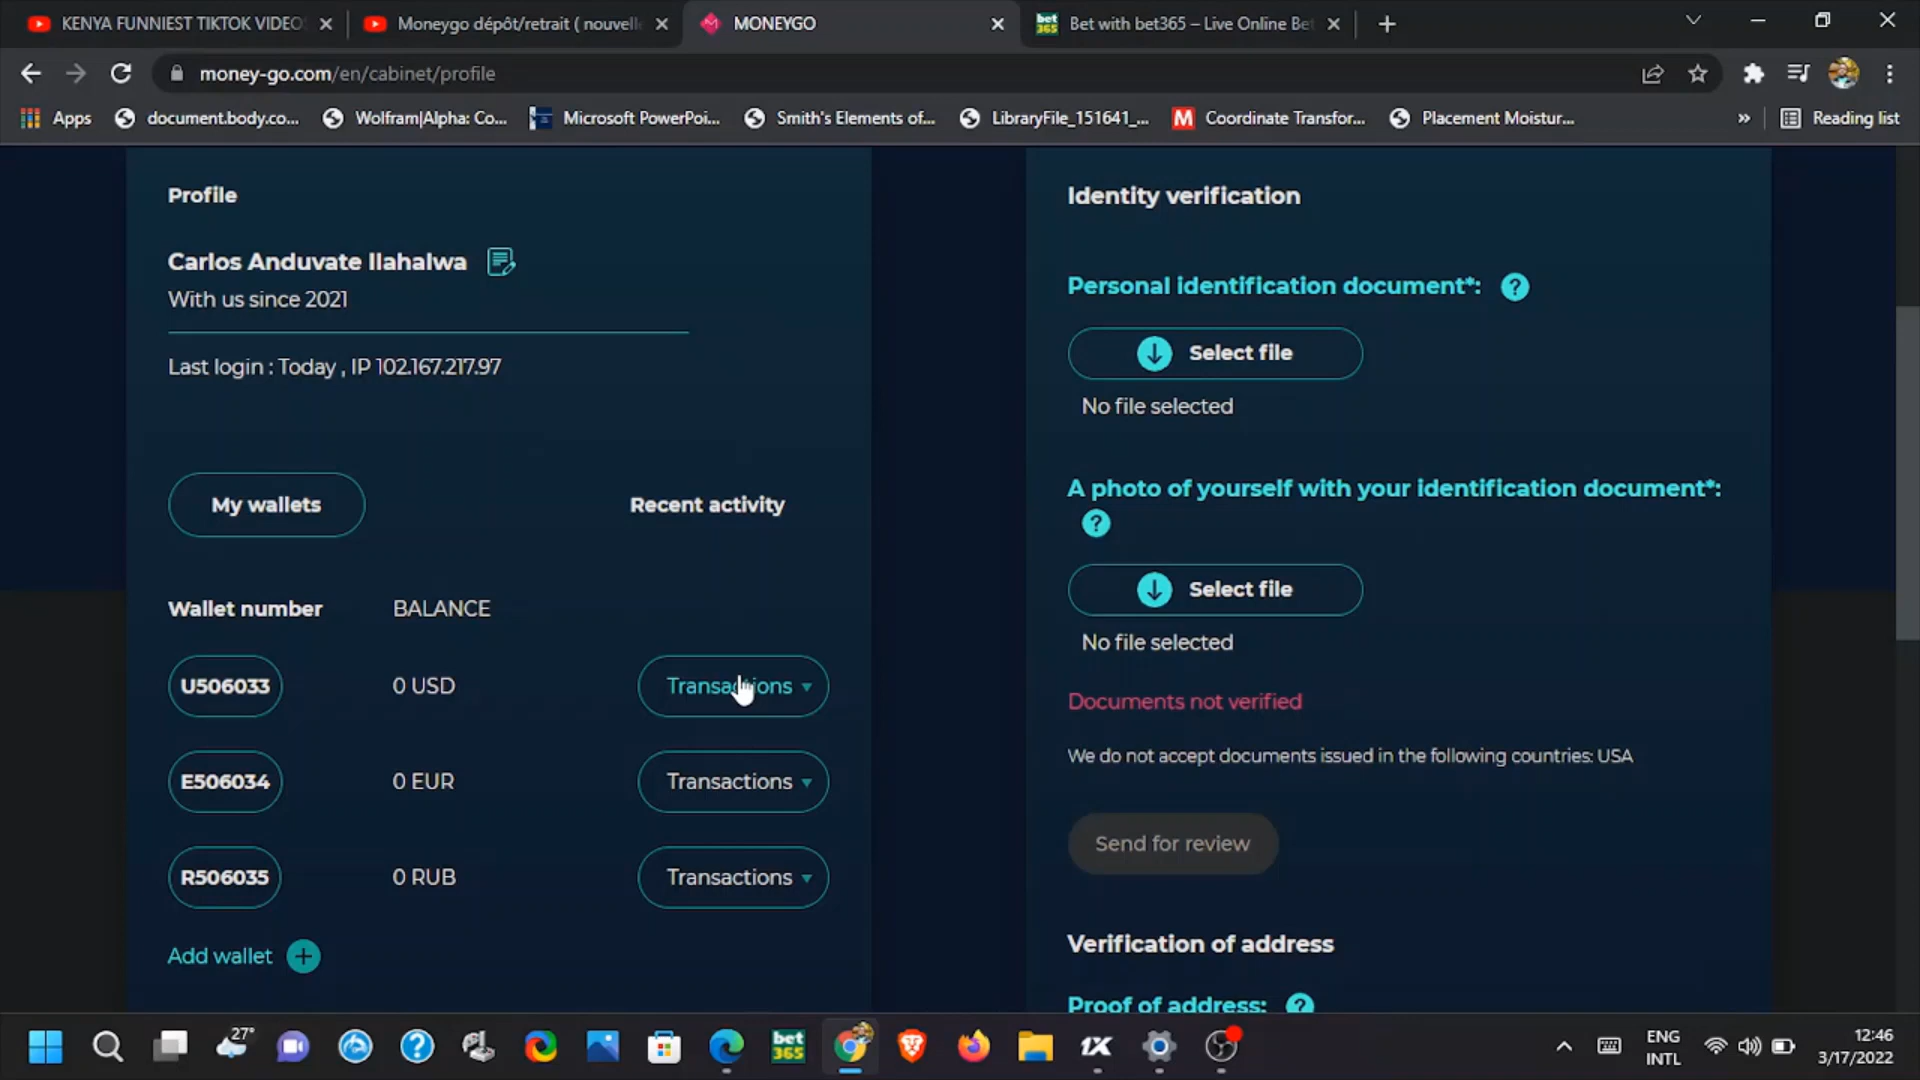 KENYA FUNNIEST TIKTOK VIDEO
Moneygo dépôt/retrait ( nouvell
MONEYGO
bet365
Bet with bet365 – Live Online Bet
money-go.com/en/cabinet/profile
Apps
document.body.co...
Wolfram|Alpha: Co...
Microsoft PowerPoi...
Smith's Elements of...
LibraryFile_151641_...
M
Coordinate Transfor...
Placement Moistur...
»
Reading list
Profile
Carlos Anduvate Ilahalwa
With us since 2021
Last login : Today , IP 102.167.217.97
My wallets
Recent activity
Wallet number
BALANCE
U506033
0 USD
Transactions
E506034
0 EUR
Transactions
R506035
0 RUB
Transactions
Add wallet
Identity verification
Personal identification document*: ?
Select file
No file selected
A photo of yourself with your identification document*:
?
Select file
No file selected
Documents not verified
We do not accept documents issued in the following countries: USA
Send for review
Verification of address
Proof of address: ?
27°
bet365
1X
ENG
INTL
12:46
3/17/2022